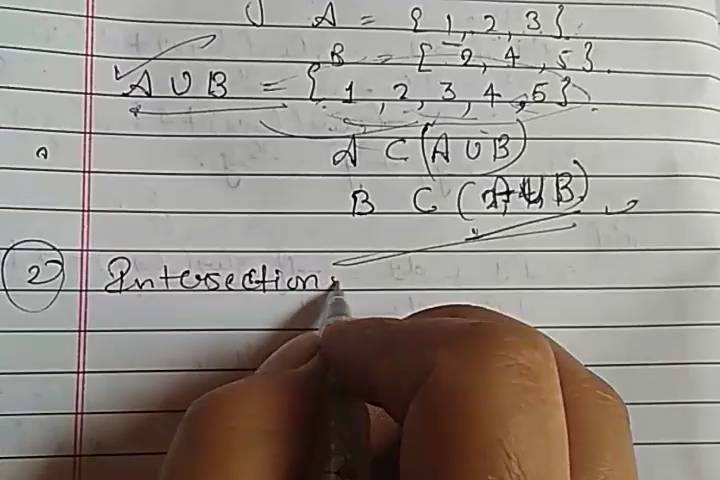 A = {1, 2, 3}.
B = {2, 4, 5}.
A ∪ B = {1, 2, 3, 4, 5}.
A ⊂ (A ∪ B)
B ⊂ (A ∪ B)
2 Intersection